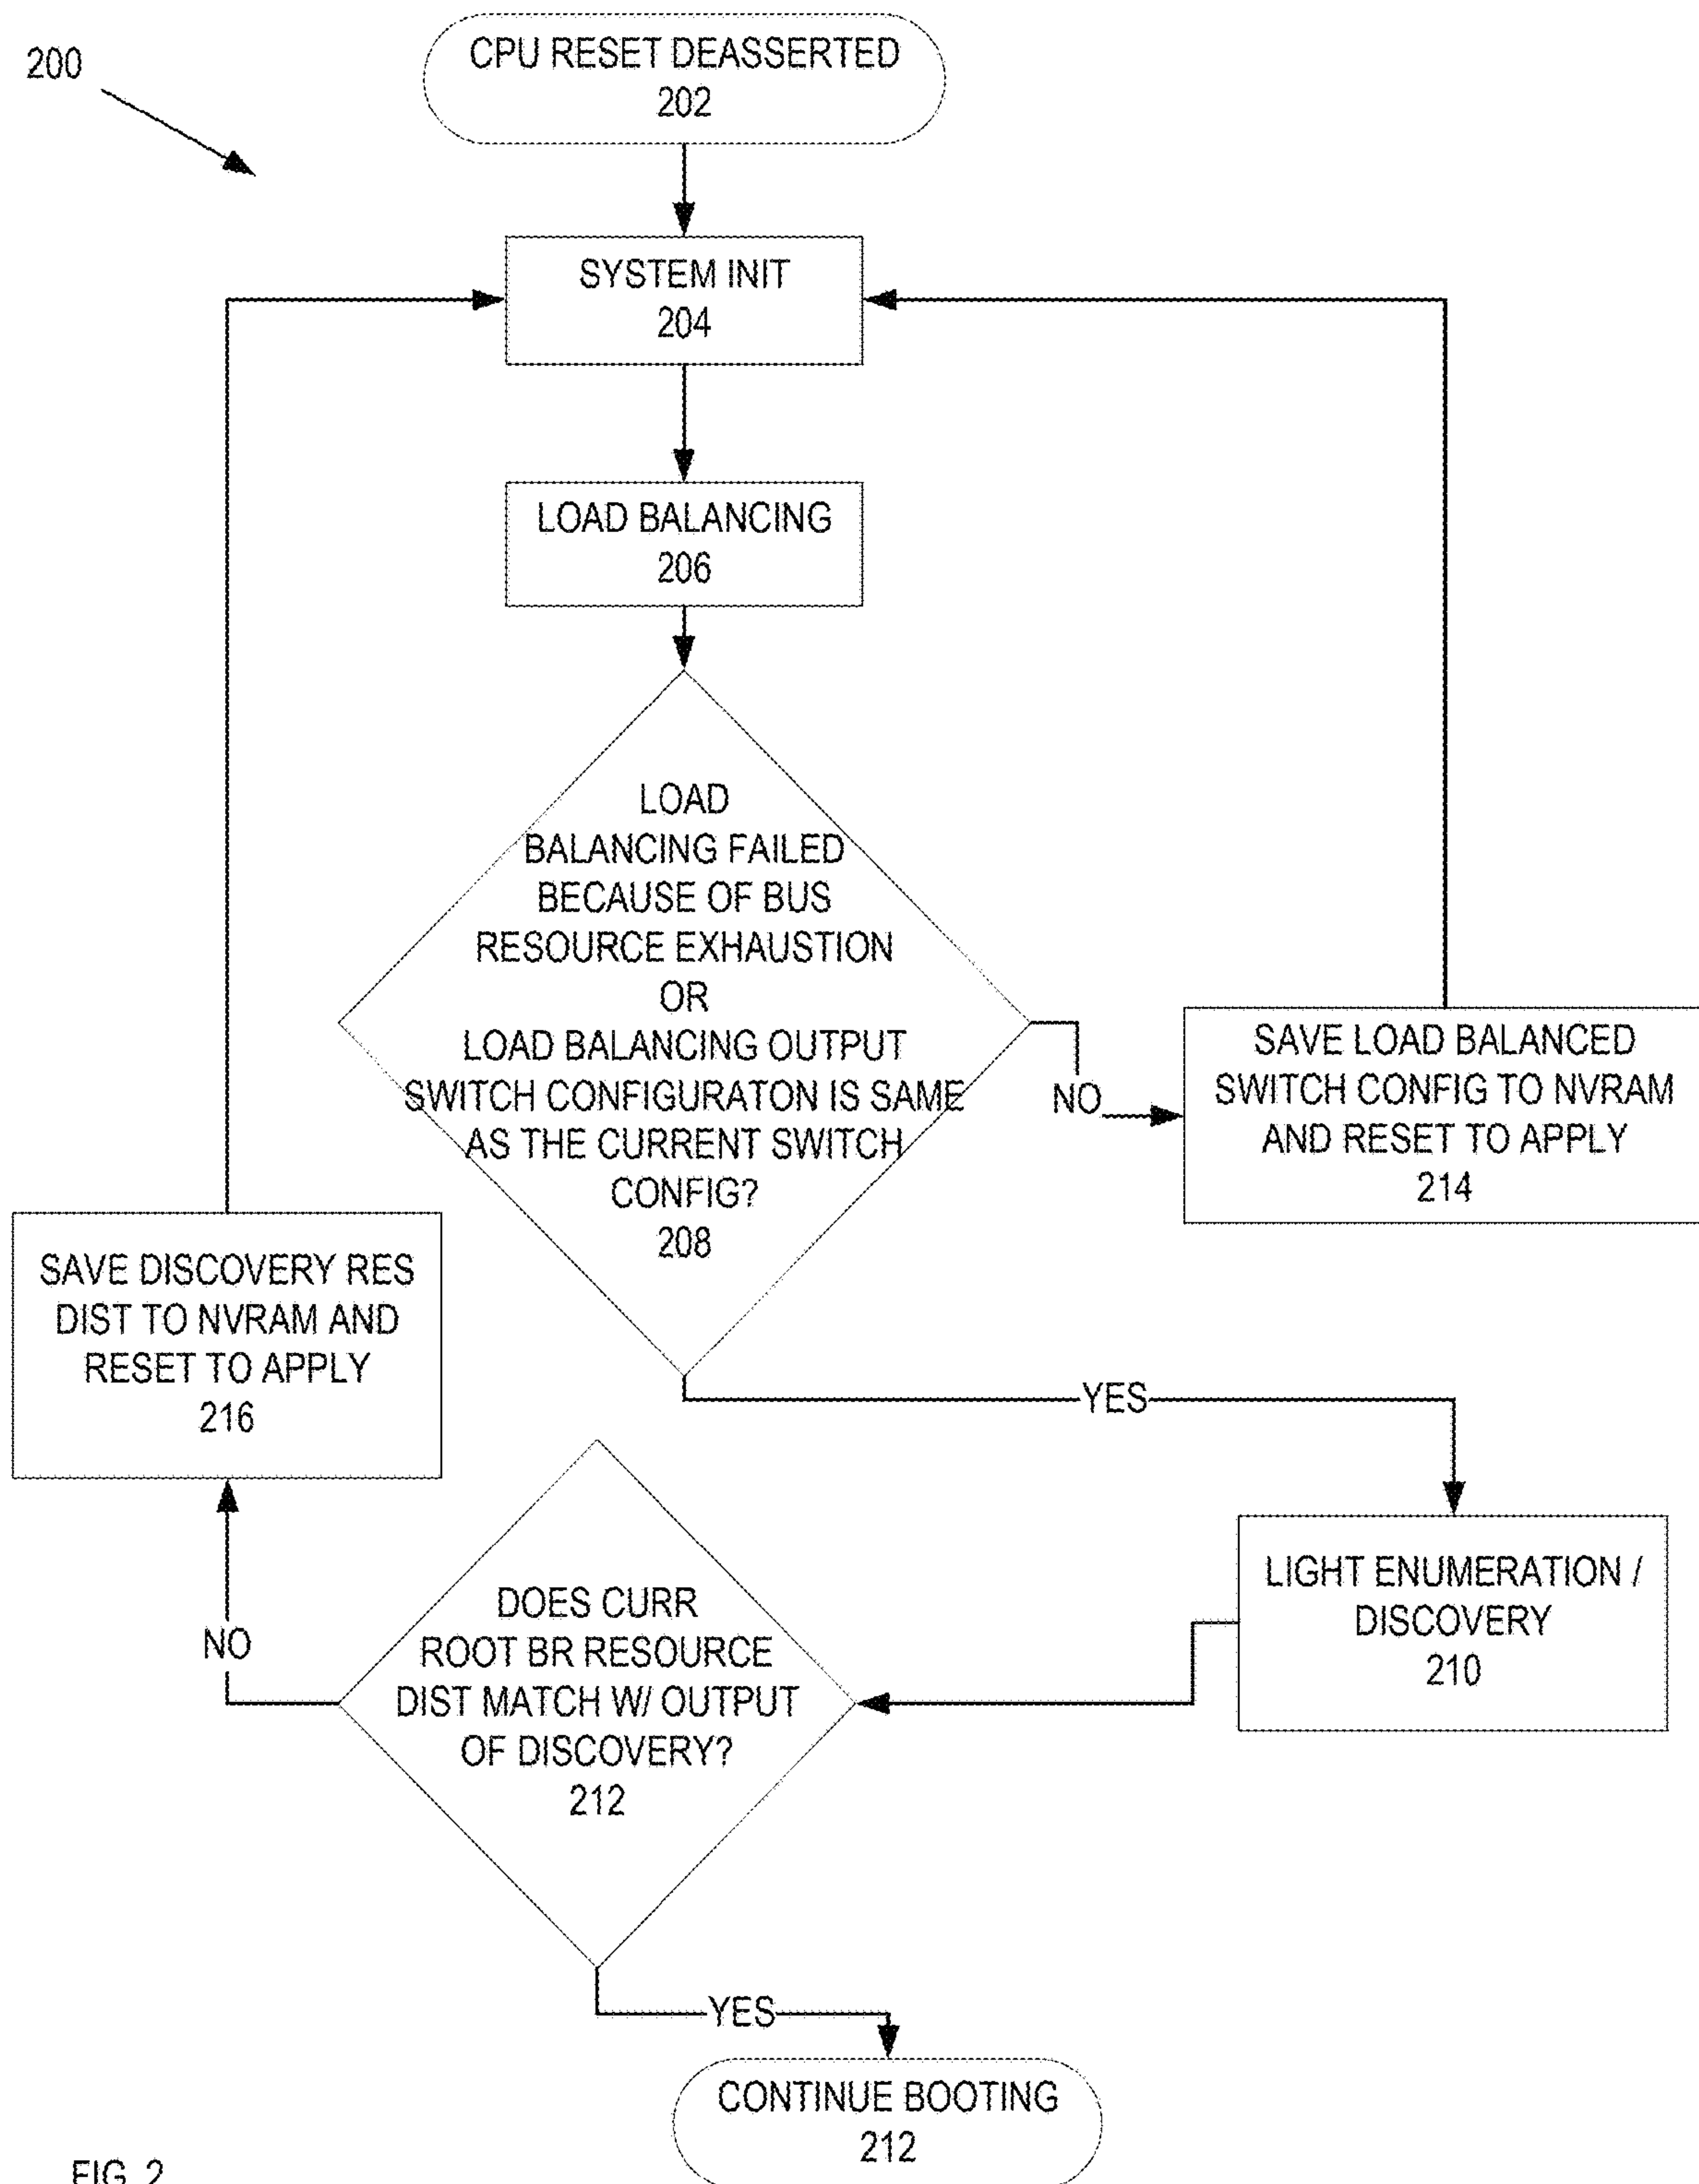 200
CPU RESET DEASSERTED
202
SYSTEM INIT
204
LOAD BALANCING
206
LOAD
BALANCING FAILED
BECAUSE OF BUS
RESOURCE EXHAUSTION
OR
LOAD BALANCING OUTPUT
SWITCH CONFIGURATON IS SAME
AS THE CURRENT SWITCH
CONFIG?
208
NO
SAVE LOAD BALANCED
SWITCH CONFIG TO NVRAM
AND RESET TO APPLY
214
SAVE DISCOVERY RES
DIST TO NVRAM AND
RESET TO APPLY
216
YES
LIGHT ENUMERATION /
DISCOVERY
210
NO
DOES CURR
ROOT BR RESOURCE
DIST MATCH W/ OUTPUT
OF DISCOVERY?
212
YES
CONTINUE BOOTING
212
FIG. 2